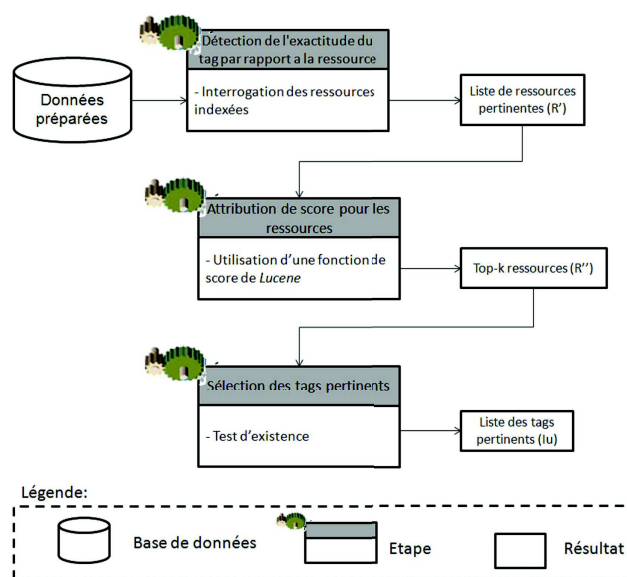 Détection de l'exactitude du
tag par rapport a la ressource
Données
préparées
- Interrogation des ressources
indexées
Liste de ressources
pertinentes (R')
Attribution de score pour les
ressources
- Utilisation d'une fonction de
score de Lucene
Top-k ressources (R'')
Sélection des tags pertinents
- Test d'existence
Liste des tags
pertinents (Iu)
Légende:
Base de données
Etape
Résultat